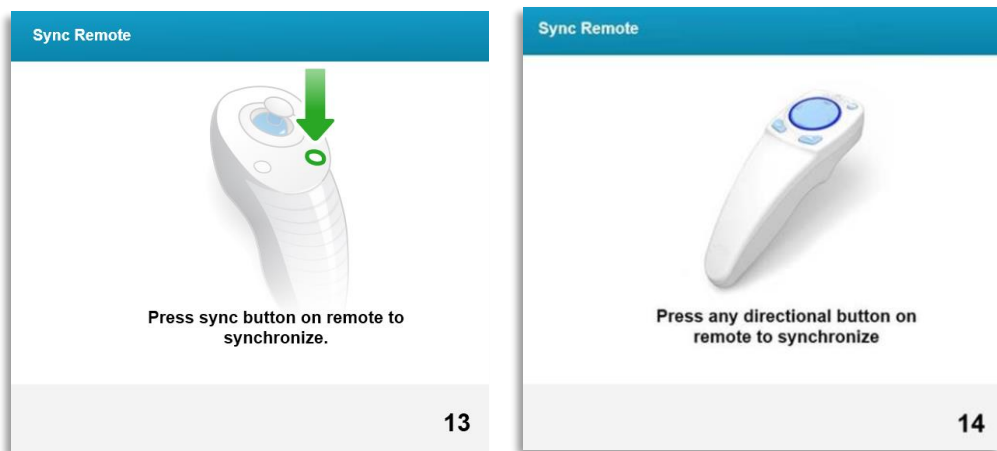 Sync Remote
Press sync button on remote to
synchronize.
13
Sync Remote
Press any directional button on
remote to synchronize
14